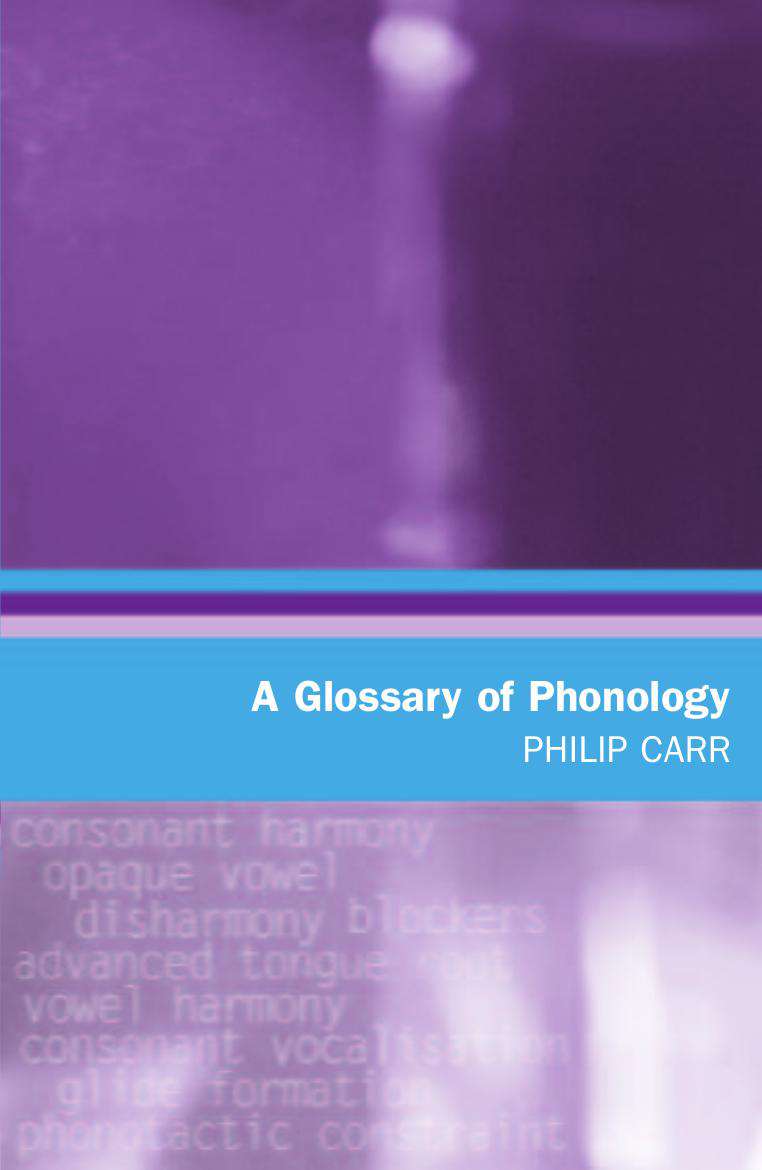 A Glossary of Phonology
PHILIP CARR
consonant harmony
opaque vowel
disharmony blockers
advanced tongue root
vowel harmony
consonant vocalisation
glide formation
phonotactic constraint